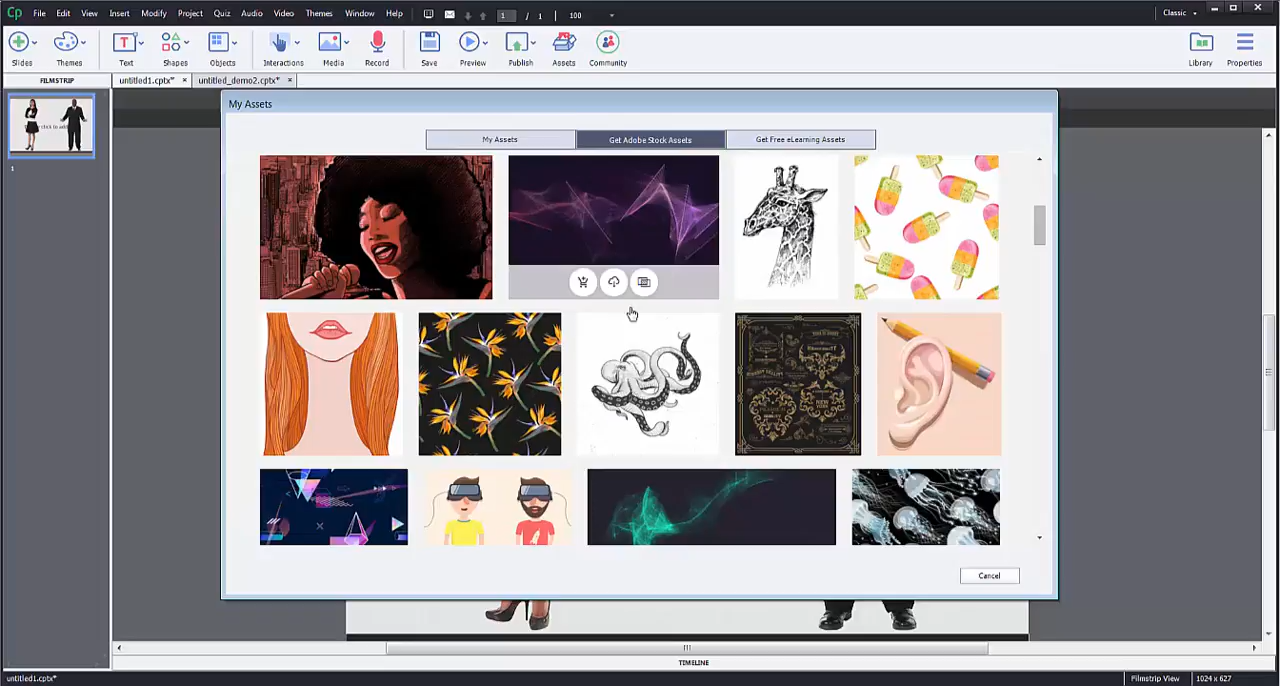 Cp File Edit View Insert Modify Project Quiz Audio Video Themes Window Help 1 / 1 100 Classic
Slides Themes Text Shapes Objects Interactions Media Record Save Preview Publish Assets Community Library Properties
FILMSTRIP untitled1.cptx* untitled_demo2.cptx*
My Assets
My Assets Get Adobe Stock Assets Get Free eLearning Assets
1
Cancel
TIMELINE
untitled1.cptx* Filmstrip View 1024 x 627